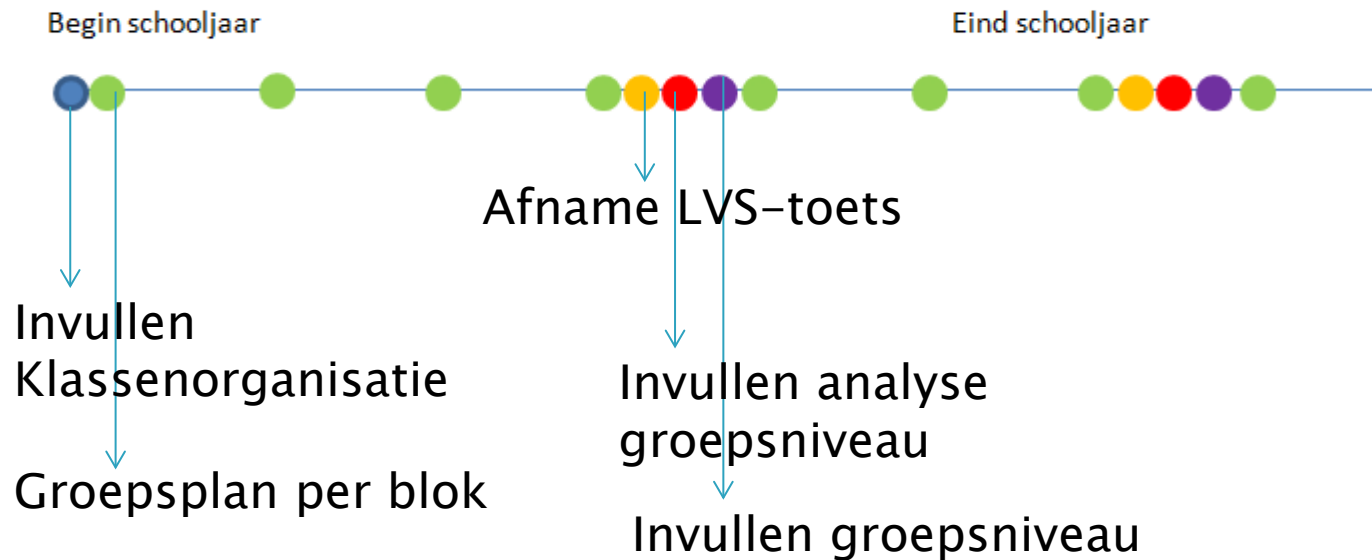 Begin schooljaar
Eind schooljaar
Afname LVS-toets
Invullen
Klassenorganisatie
Invullen analyse
groepsniveau
Groepsplan per blok
Invullen groepsniveau